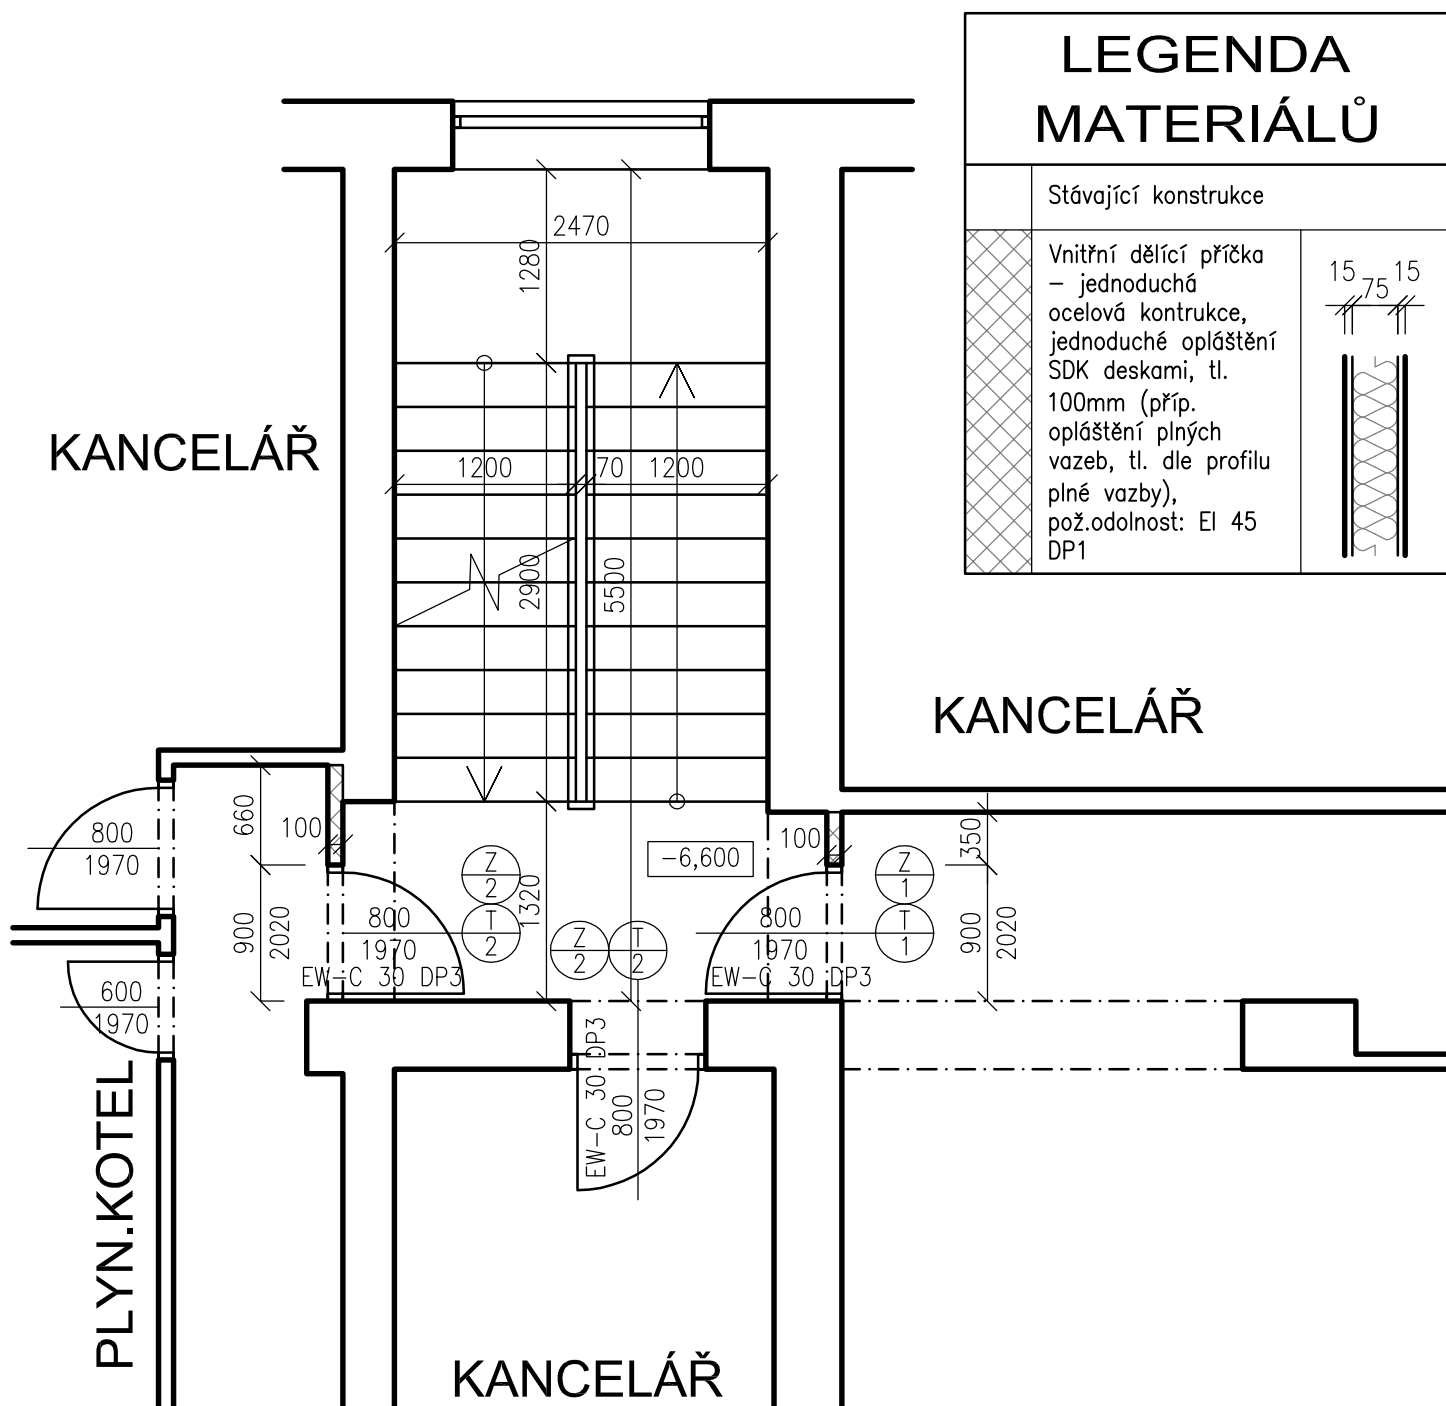 LEGENDA
MATERIÁLŮ
Stávající konstrukce
Vnitřní dělící příčka
– jednoduchá
ocelová kontrukce,
jednoduché opláštění
SDK deskami, tl.
100mm (příp.
opláštění plných
vazeb, tl. dle profilu
plné vazby),
pož.odolnost: EI 45
DP1
15 75 15
2470
1280
KANCELÁŘ
1200 70 1200
2900
5500
KANCELÁŘ
660
100
800
1970
900
2020
600
1970
PLYN.KOTEL
Z
2
T
2
1320
800
1970
EW-C 30 DP3
-6,600
Z
2
T
2
100
350
Z
1
T
1
800
1970
EW-C 30 DP3
900
2020
EW-C 30 DP3
800
1970
KANCELÁŘ